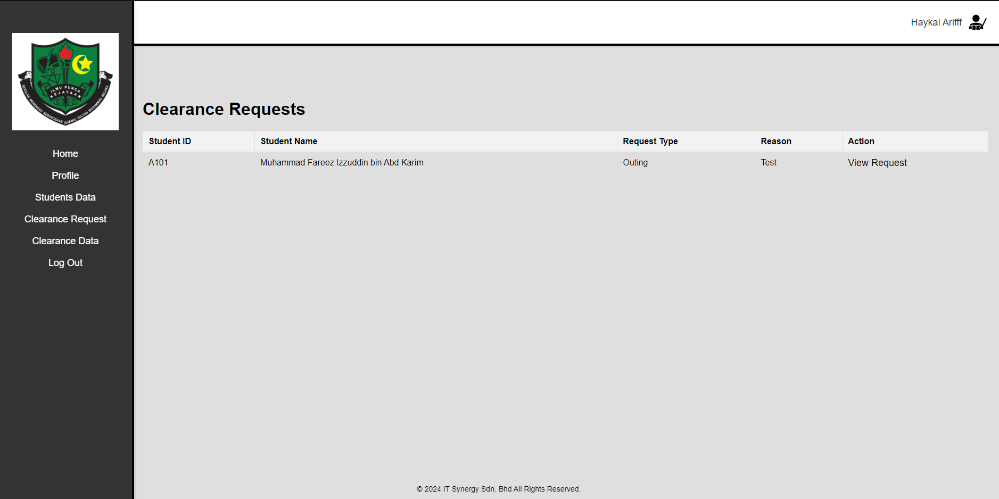 Haykal Arifff
ILMU PUNCA
KEJAYAAN
SEKOLAH MENENGAH KEBANGSAAN (AGAMA) SULTAN MUHAMMAD MELAKA
Home
Profile
Students Data
Clearance Request
Clearance Data
Log Out
Clearance Requests
Student ID Student Name Request Type Reason Action
A101 Muhammad Fareez Izzuddin bin Abd Karim Outing Test View Request
© 2024 IT Synergy Sdn. Bhd All Rights Reserved.